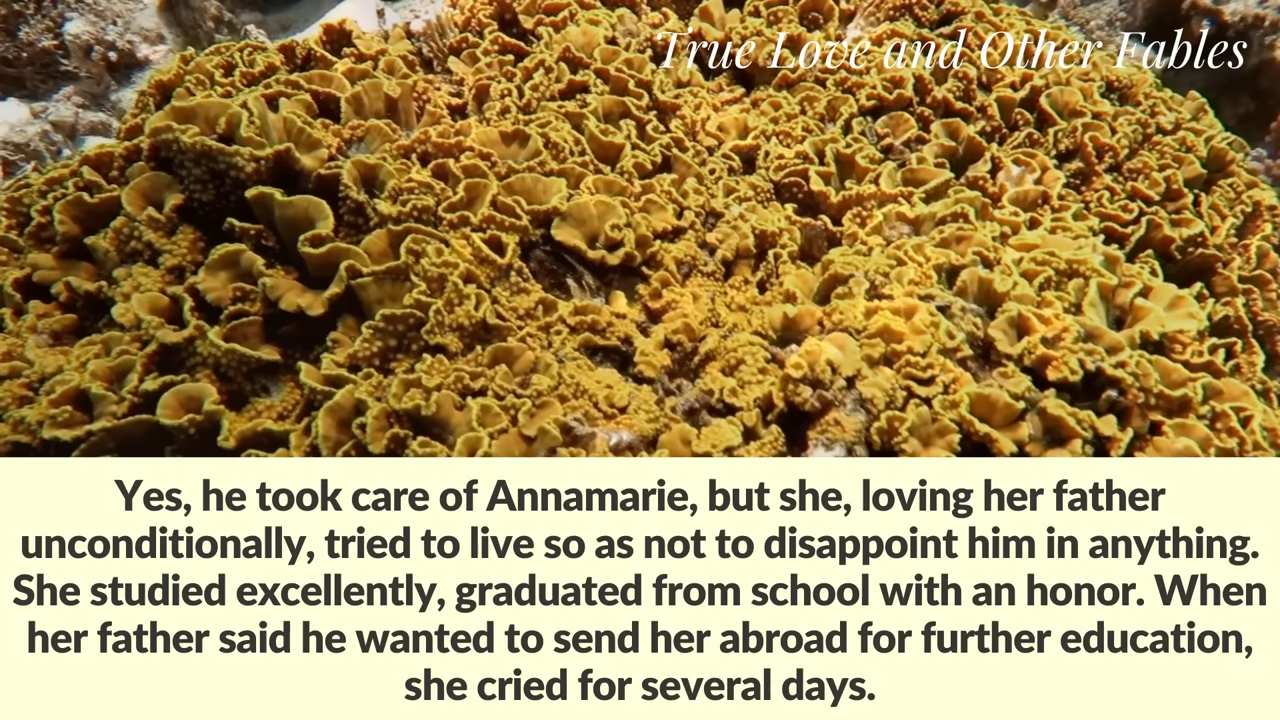 True Love and Other Fables
Yes, he took care of Annamarie, but she, loving her father
unconditionally, tried to live so as not to disappoint him in anything.
She studied excellently, graduated from school with an honor. When
her father said he wanted to send her abroad for further education,
she cried for several days.